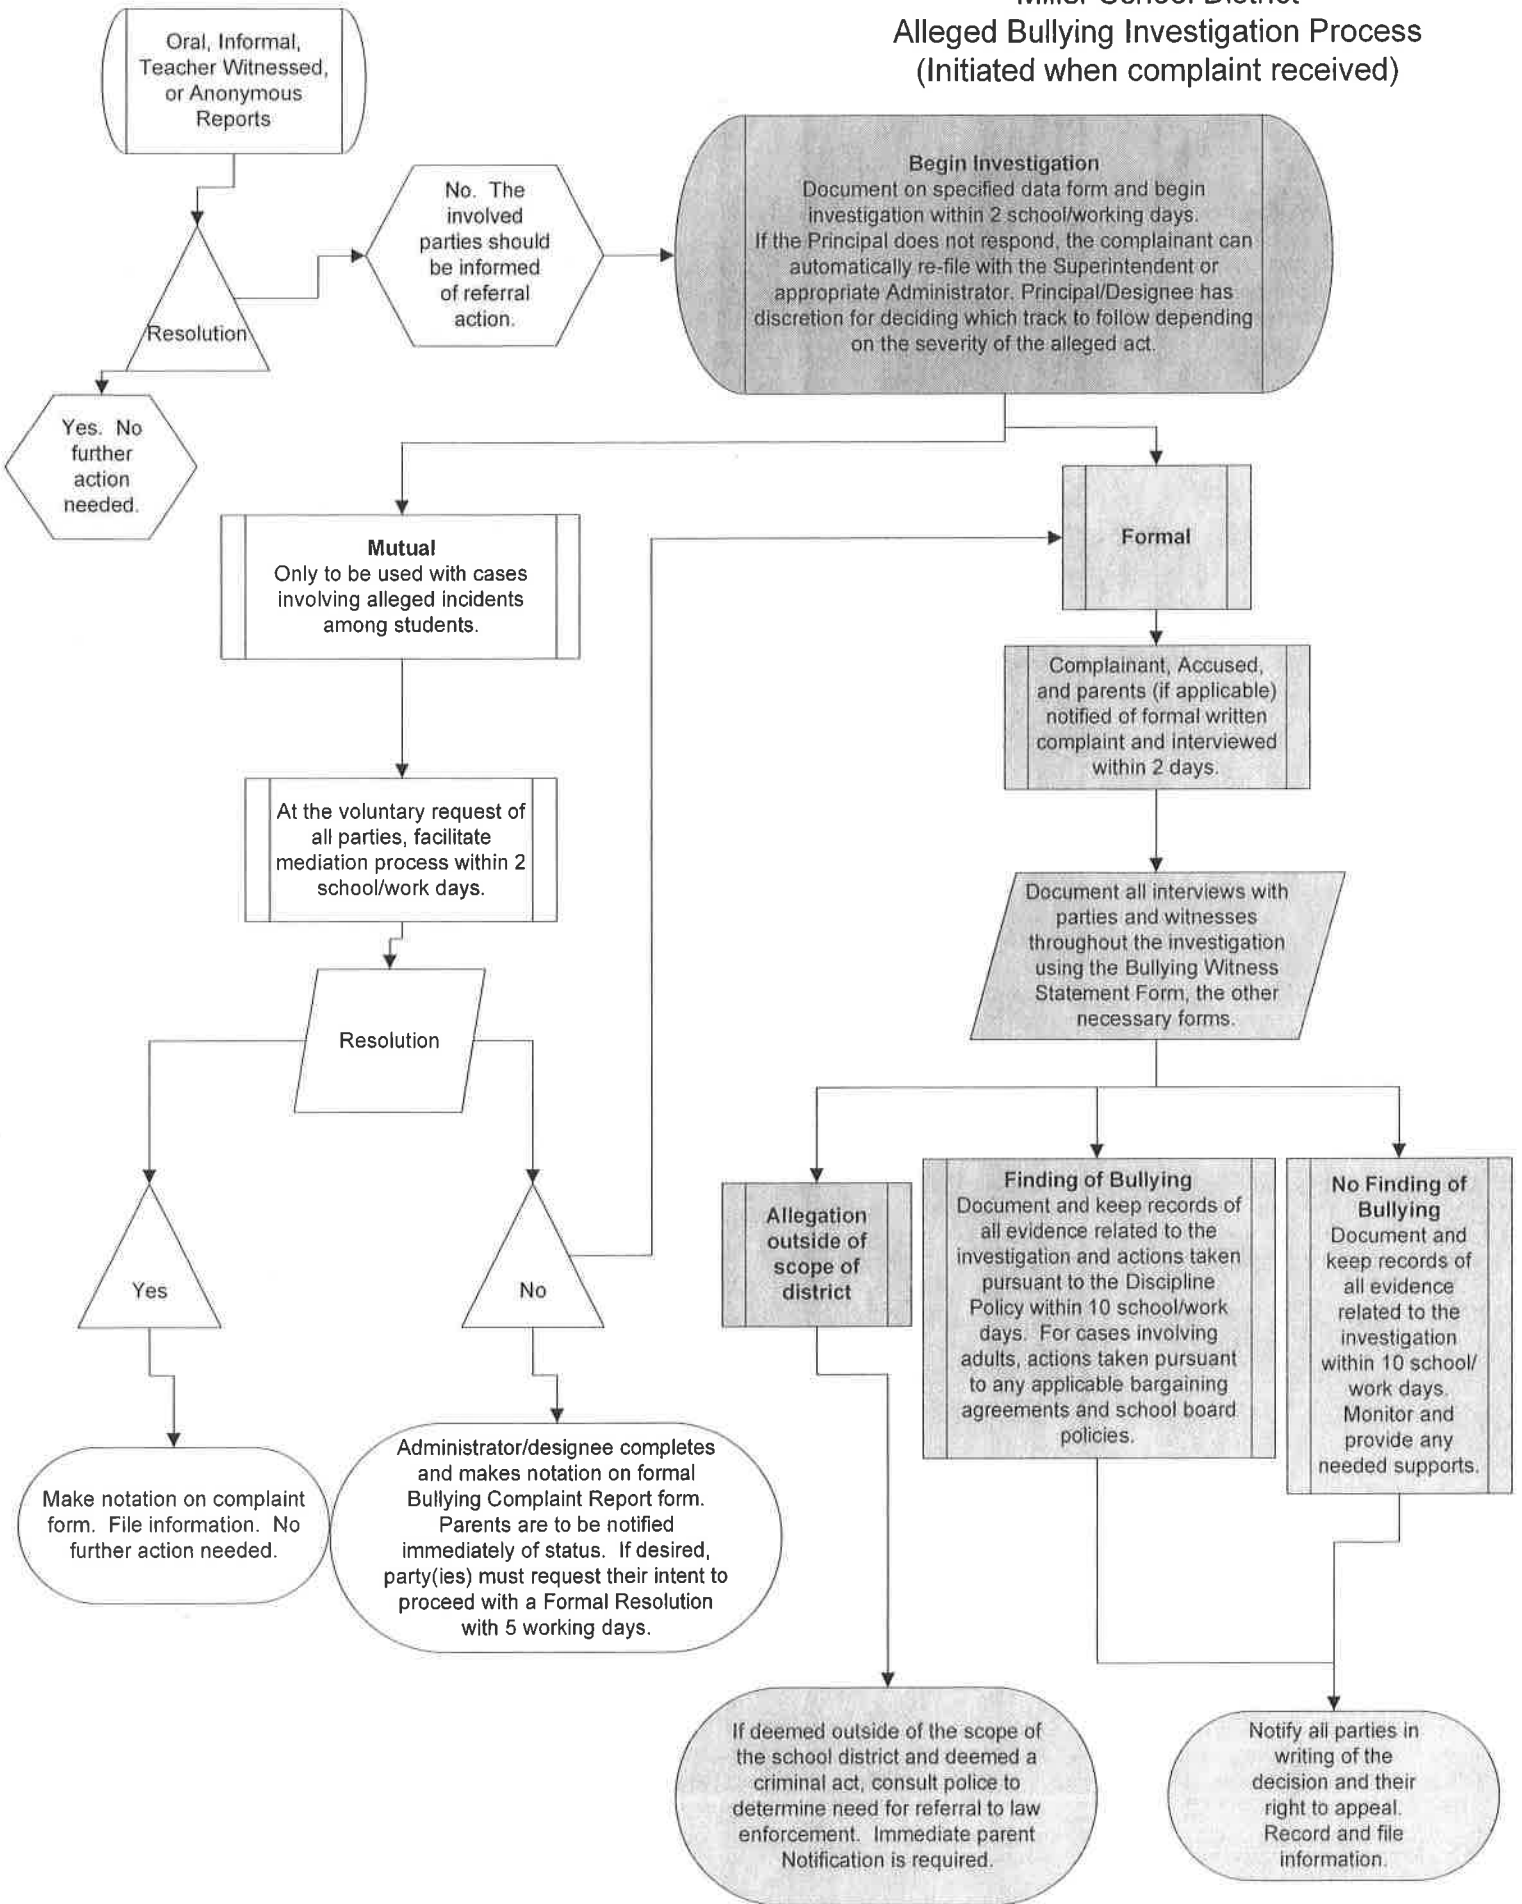 Miller School District
Alleged Bullying Investigation Process
(Initiated when complaint received)
Oral, Informal,
Teacher Witnessed,
or Anonymous
Reports
Resolution
No. The
involved
parties should
be informed
of referral
action.
Yes. No
further
action
needed.
Begin Investigation
Document on specified data form and begin
investigation within 2 school/working days.
If the Principal does not respond, the complainant can
automatically re-file with the Superintendent or
appropriate Administrator. Principal/Designee has
discretion for deciding which track to follow depending
on the severity of the alleged act.
Mutual
Only to be used with cases
involving alleged incidents
among students.
At the voluntary request of
all parties, facilitate
mediation process within 2
school/work days.
Resolution
Yes
No
Make notation on complaint
form. File information. No
further action needed.
Administrator/designee completes
and makes notation on formal
Bullying Complaint Report form.
Parents are to be notified
immediately of status. If desired,
party(ies) must request their intent to
proceed with a Formal Resolution
with 5 working days.
Formal
Complainant, Accused,
and parents (if applicable)
notified of formal written
complaint and interviewed
within 2 days.
Document all interviews with
parties and witnesses
throughout the investigation
using the Bullying Witness
Statement Form, the other
necessary forms.
Allegation
outside of
scope of
district
Finding of Bullying
Document and keep records of
all evidence related to the
investigation and actions taken
pursuant to the Discipline
Policy within 10 school/work
days. For cases involving
adults, actions taken pursuant
to any applicable bargaining
agreements and school board
policies.
No Finding of
Bullying
Document and
keep records of
all evidence
related to the
investigation
within 10 school/
work days.
Monitor and
provide any
needed supports.
If deemed outside of the scope of
the school district and deemed a
criminal act, consult police to
determine need for referral to law
enforcement. Immediate parent
Notification is required.
Notify all parties in
writing of the
decision and their
right to appeal.
Record and file
information.